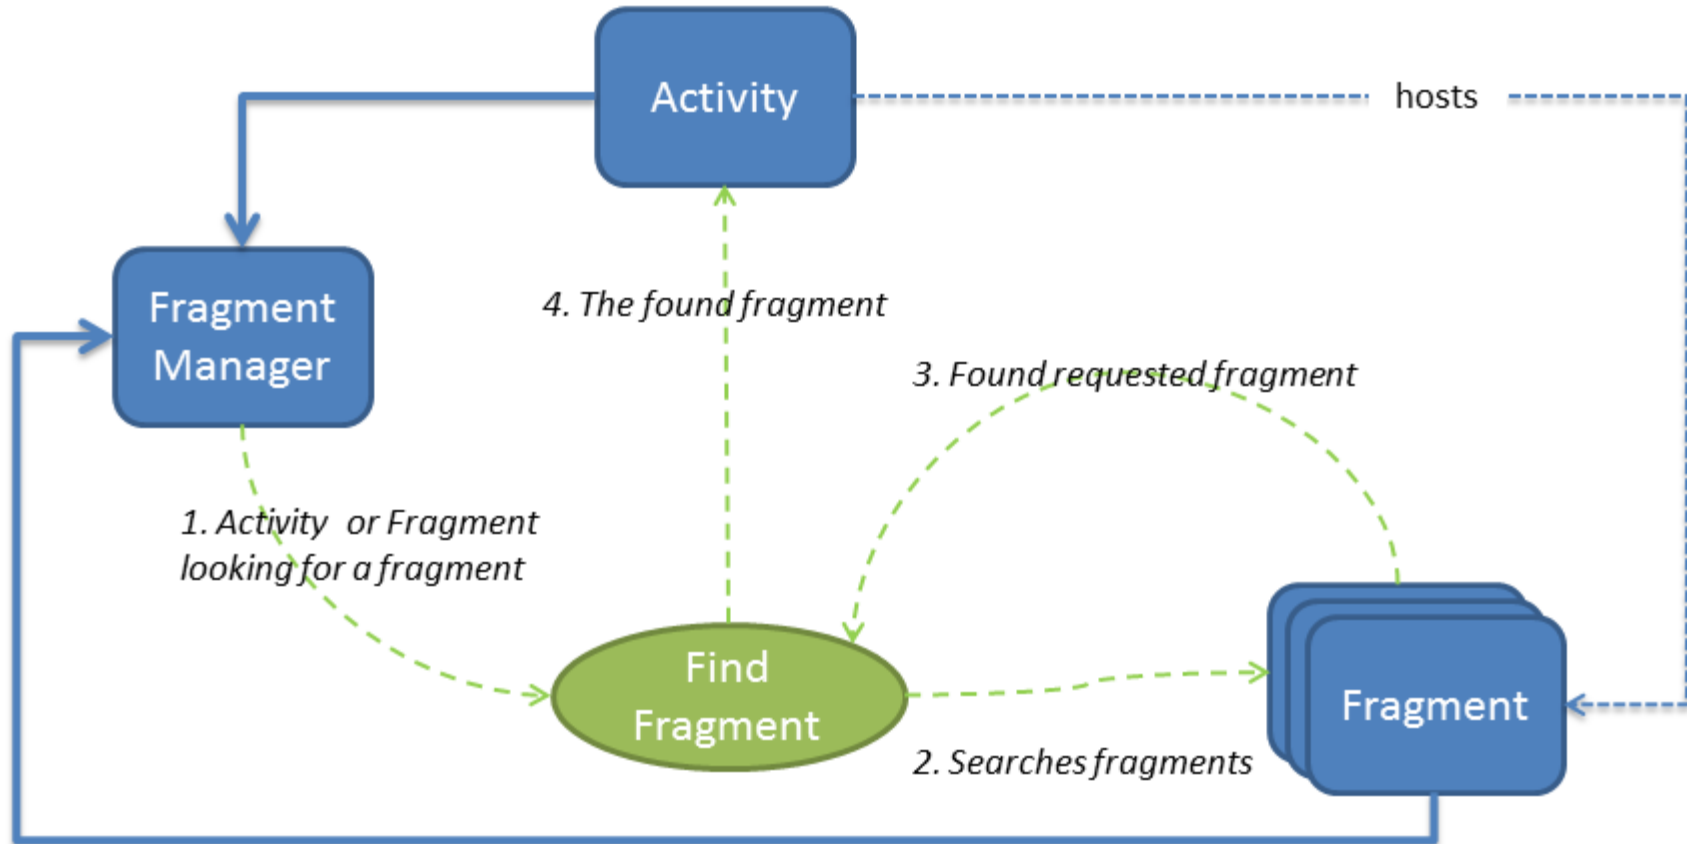 Activity
hosts
Fragment
Manager
4. The found fragment
3. Found requested fragment
1. Activity or Fragment
looking for a fragment
Find
Fragment
Fragment
2. Searches fragments